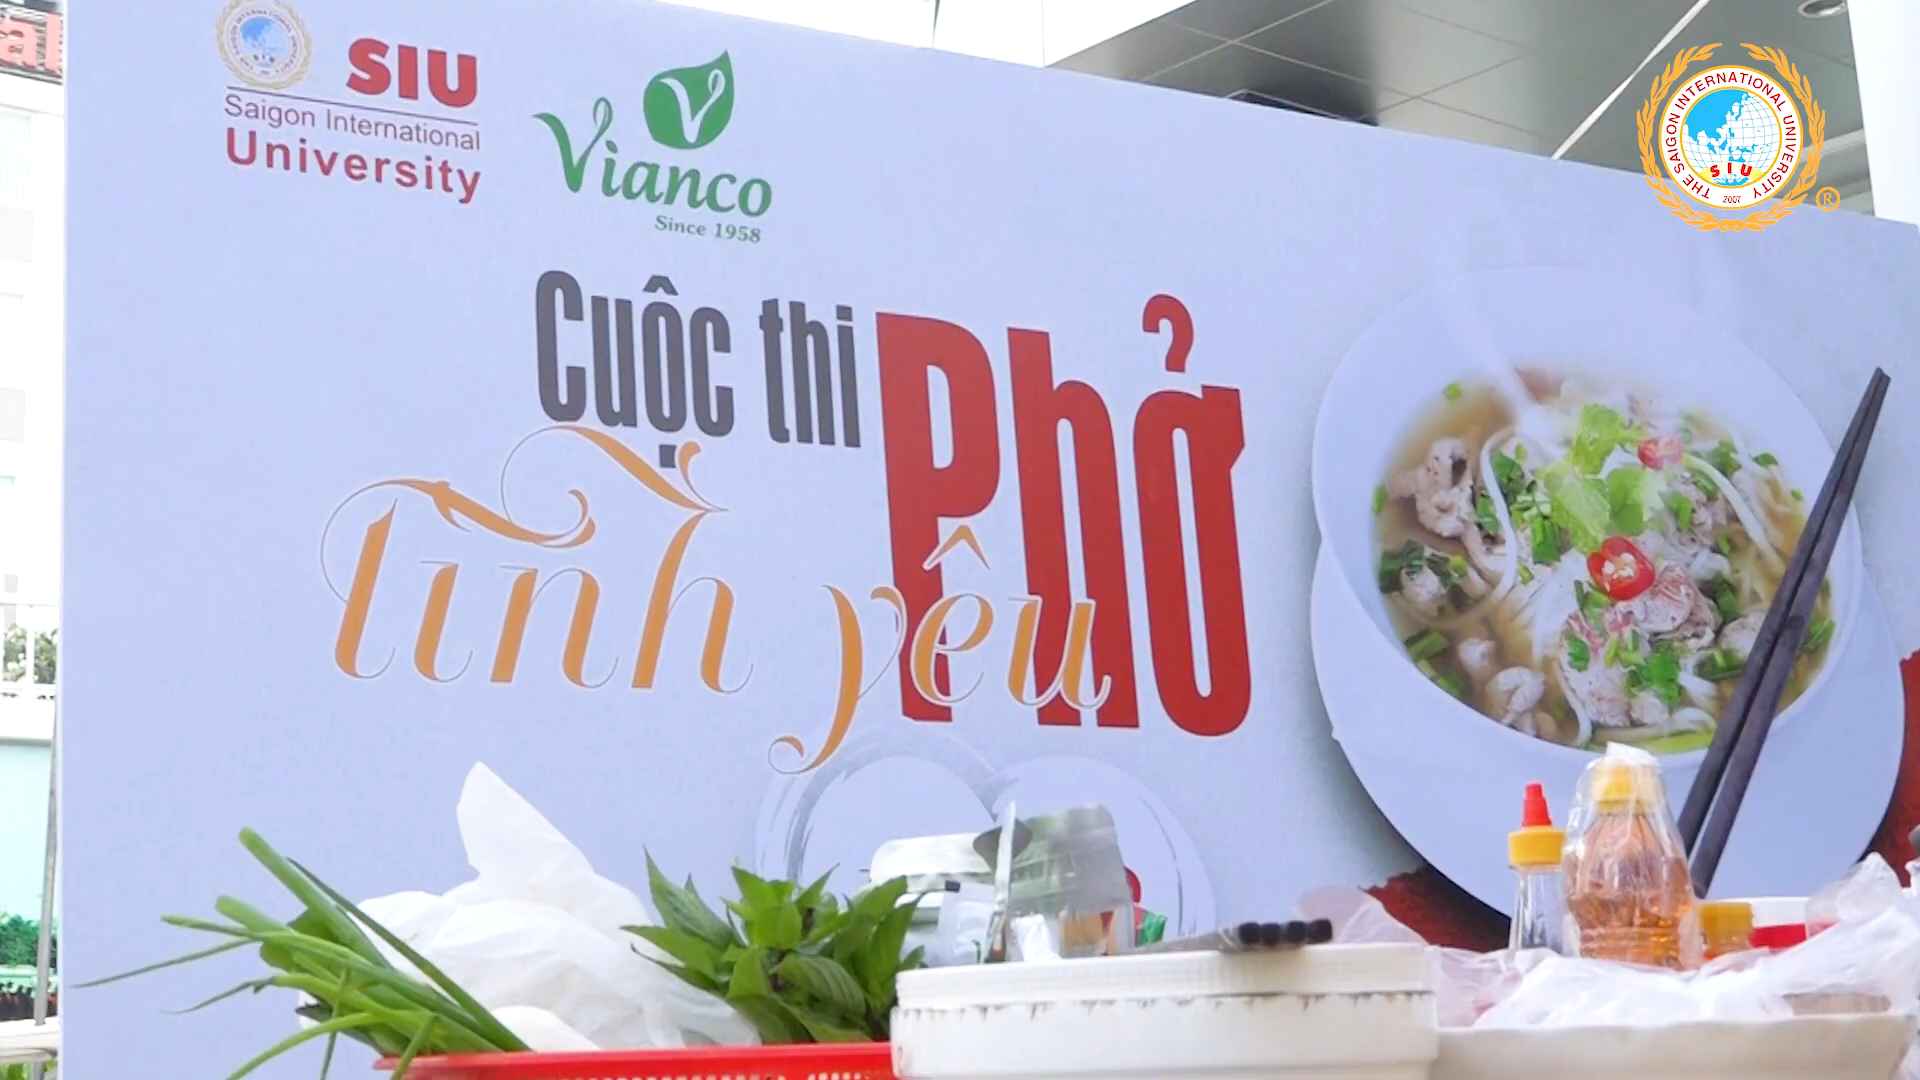 SIU
Saigon International
University
Vianco
Since 1958
Cuộc thi Phở
tình yêu
THE SAIGON INTERNATIONAL UNIVERSITY
SIU
2007
®